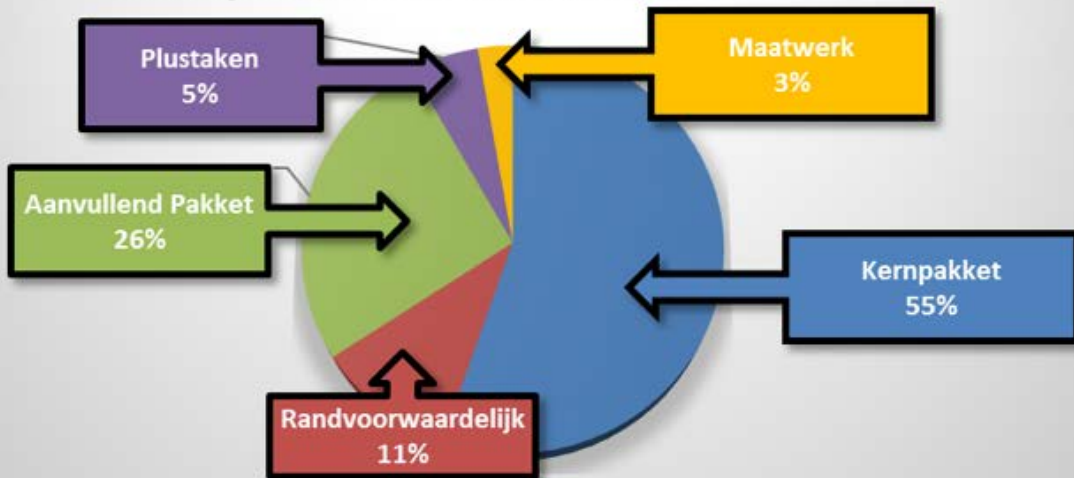 Plustaken
5%
Maatwerk
3%
Aanvullend Pakket
26%
Kernpakket
55%
Randvoorwaardelijk
11%